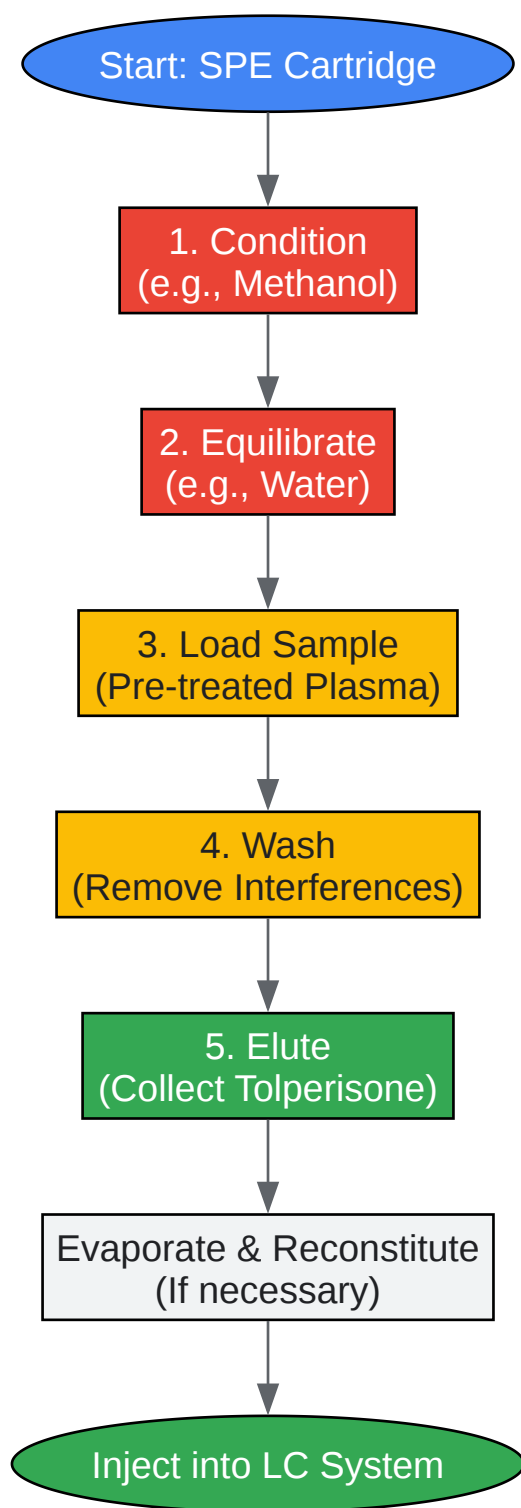 Start: SPE Cartridge
1. Condition
(e.g., Methanol)
2. Equilibrate
(e.g., Water)
3. Load Sample
(Pre-treated Plasma)
4. Wash
(Remove Interferences)
5. Elute
(Collect Tolperisone)
Evaporate & Reconstitute
(If necessary)
Inject into LC System